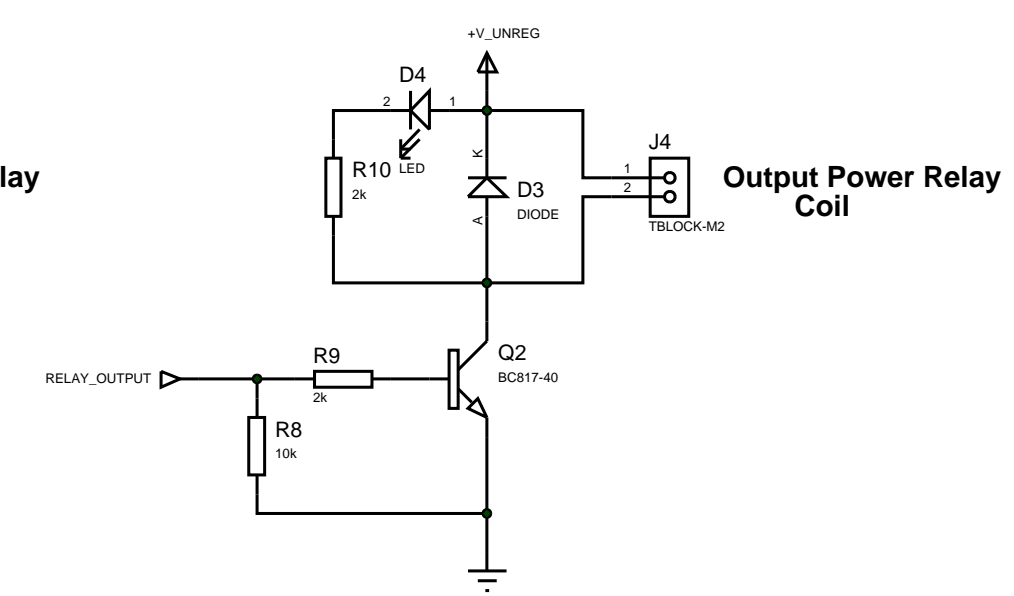 +V_UNREG
D4
2
1
LED
R10
2k
K
D3
DIODE
A
J4
1
2
TBLOCK-M2
Output Power Relay
Coil
lay
Q2
BC817-40
R9
2k
RELAY_OUTPUT
R8
10k